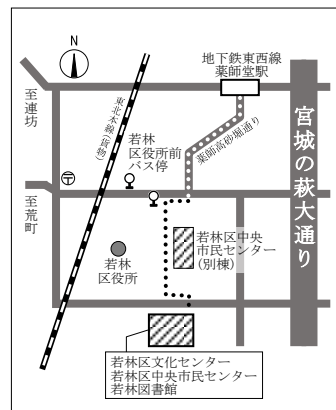 N
地下鉄東西線
薬師堂駅
至連坊
東北本線(貨物)
若林
区役所前
バス停
薬師高砂堀通り
宮城の萩大通り
〒
至荒町
若林区中央
市民センター
(別棟)
若林
区役所
若林区文化センター
若林区中央市民センター
若林図書館